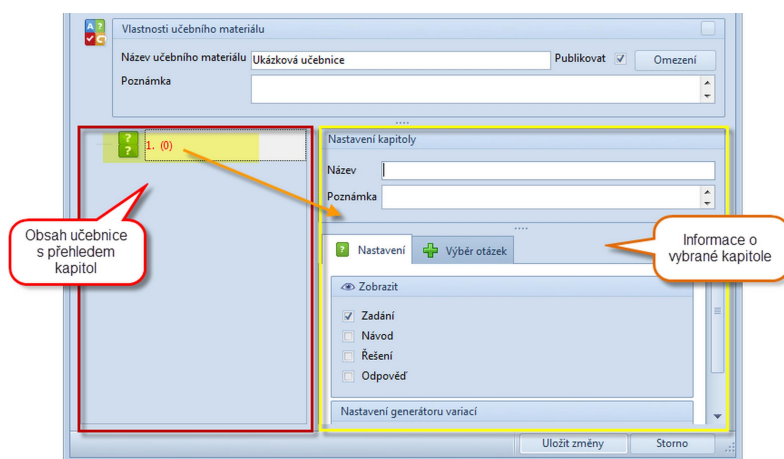 Vlastnosti učebního materiálu
Název učebního materiálu Ukázková učebnice Publikovat Omezení
Poznámka
1. (0)
Obsah učebnice
s přehledem
kapitol
Nastavení kapitoly
Název
Poznámka
Nastavení Výběr otázek
Informace o
vybrané kapitole
Zobrazit
Zadání
Návod
Řešení
Odpověď
Nastavení generátoru variací
Uložit změny Storno